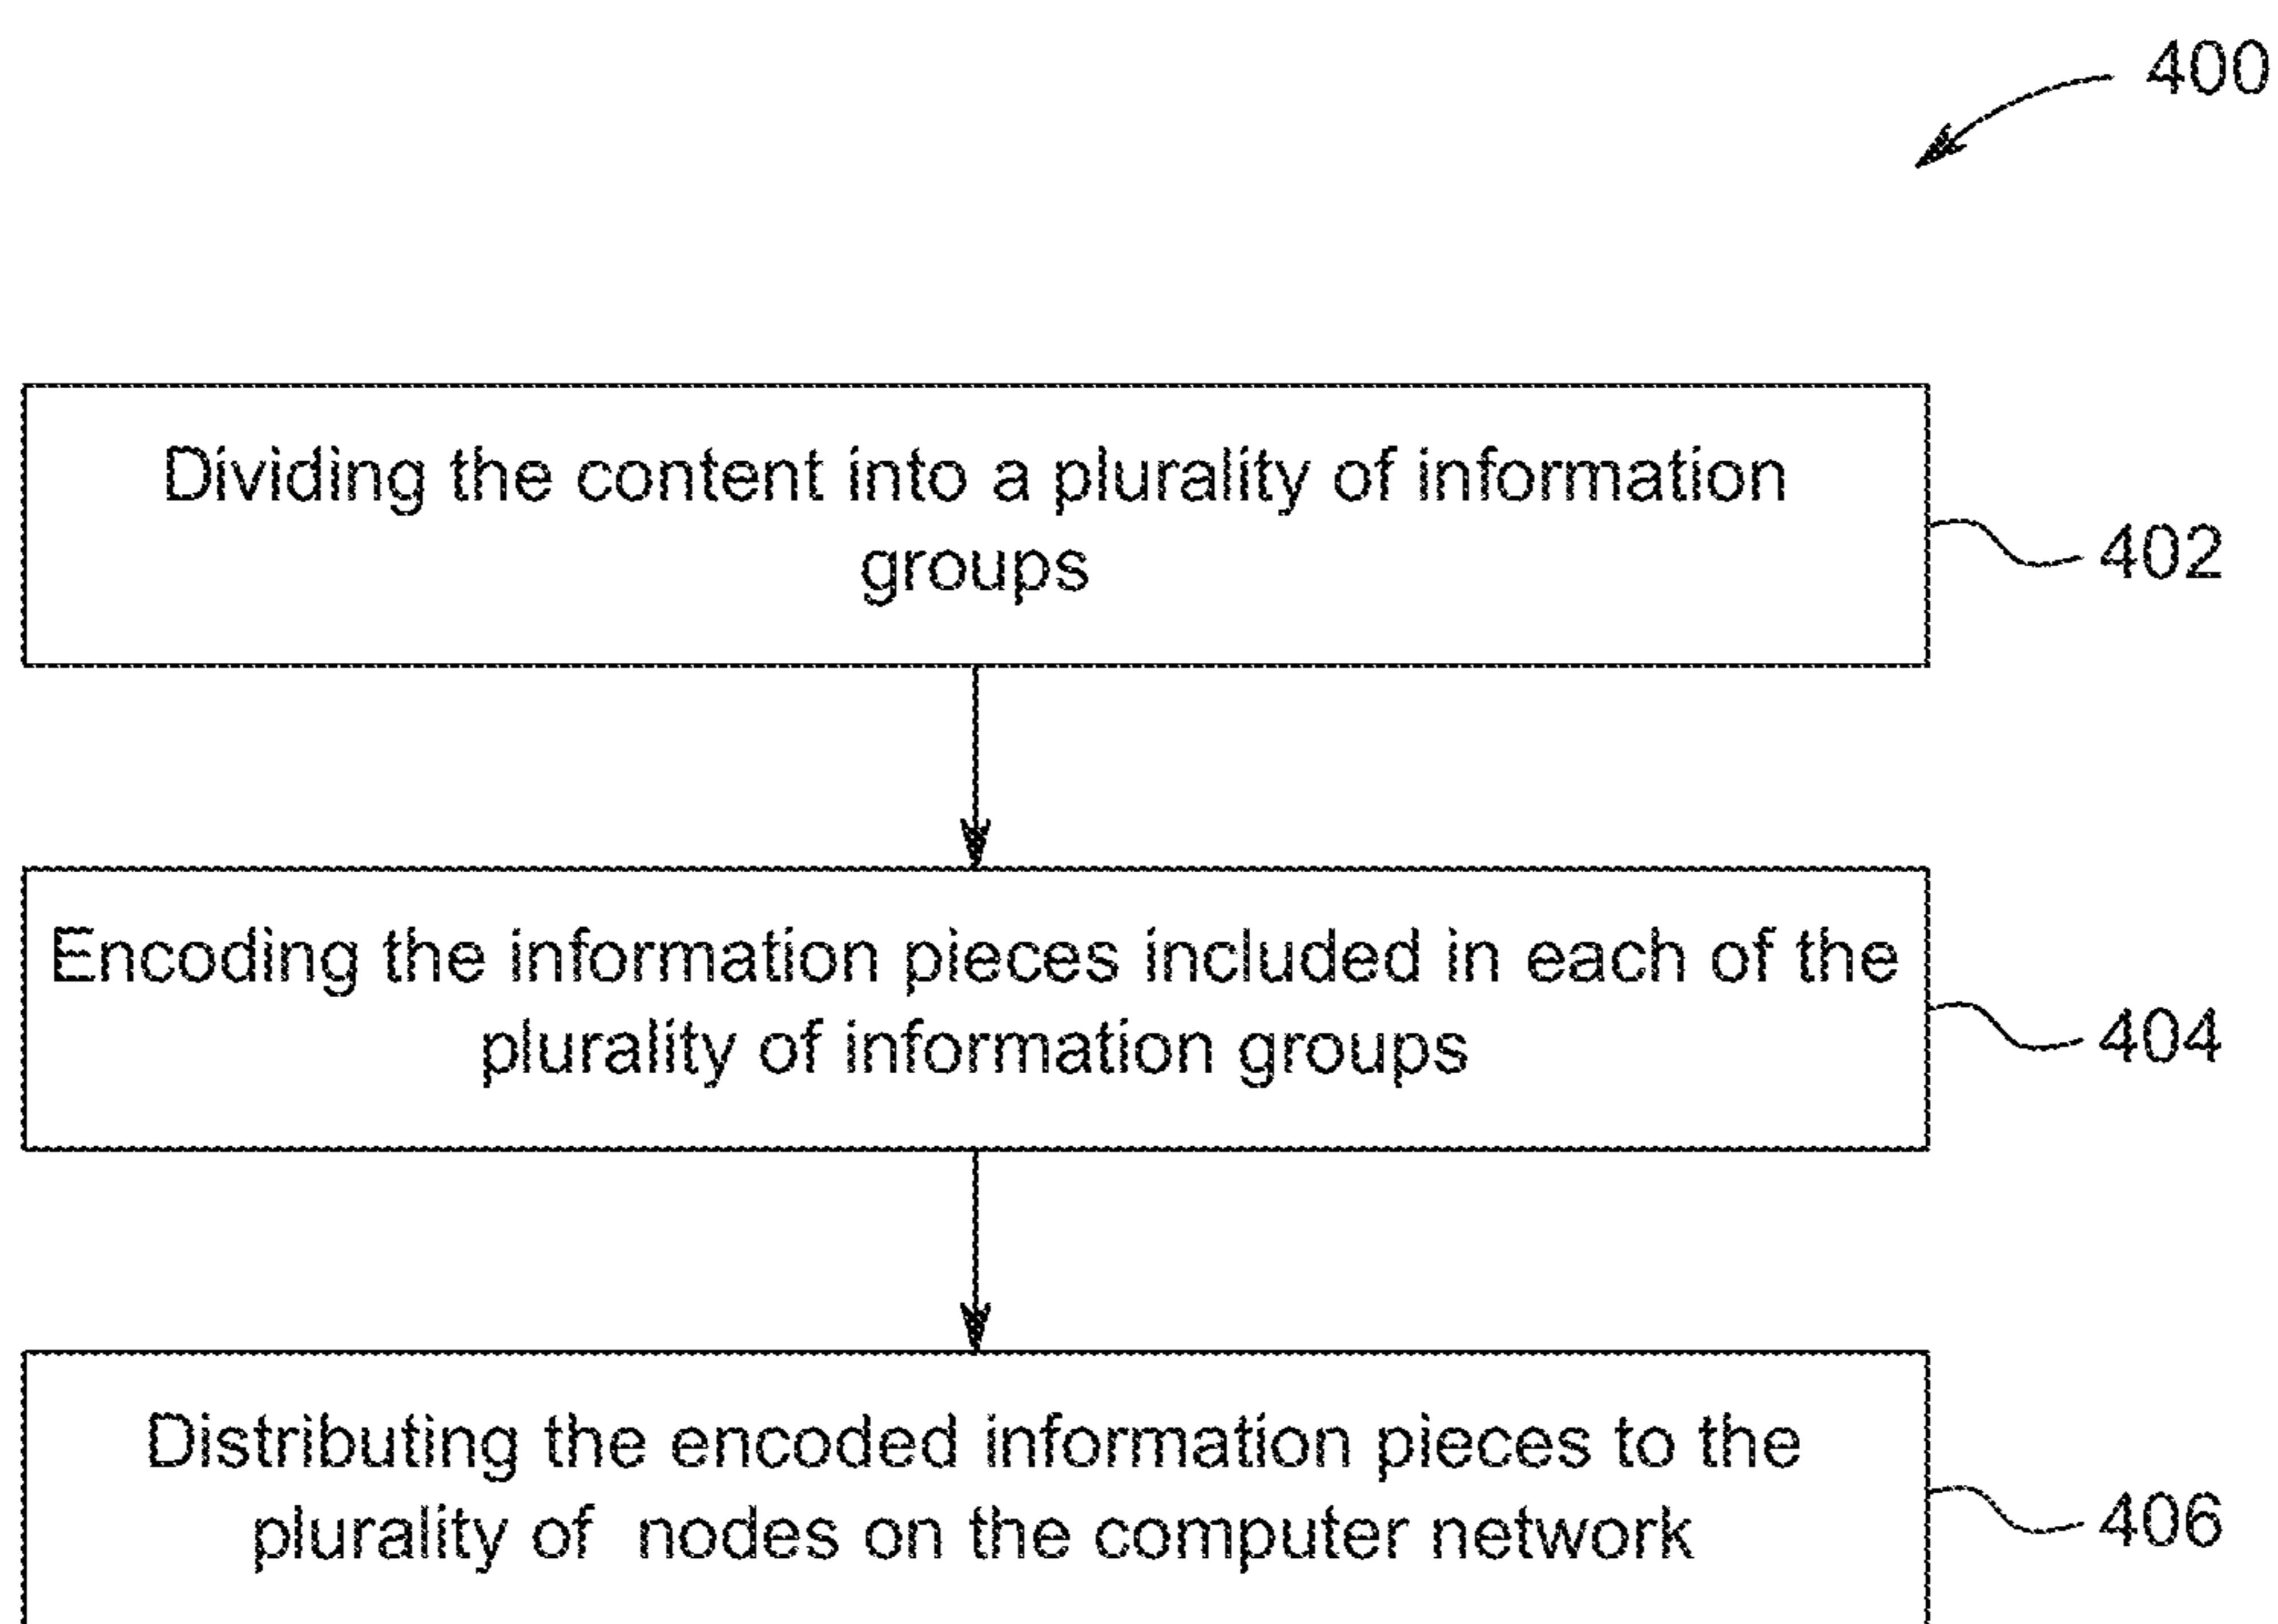 400
Dividing the content into a plurality of information
groups
402
Encoding the information pieces included in each of the
plurality of information groups
404
Distributing the encoded information pieces to the
plurality of nodes on the computer network
406